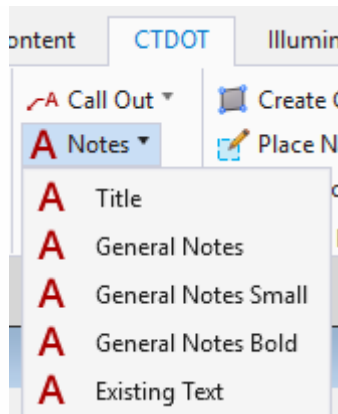 ontent CTDOT Illumin
Call Out Create
Notes Place N
Title
General Notes
General Notes Small
General Notes Bold
Existing Text